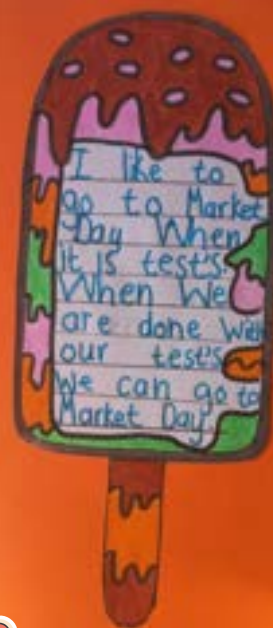 I like to
go to Market
Day When
it is test's.
When We
are done with
our test's
We can go to
Market Day.